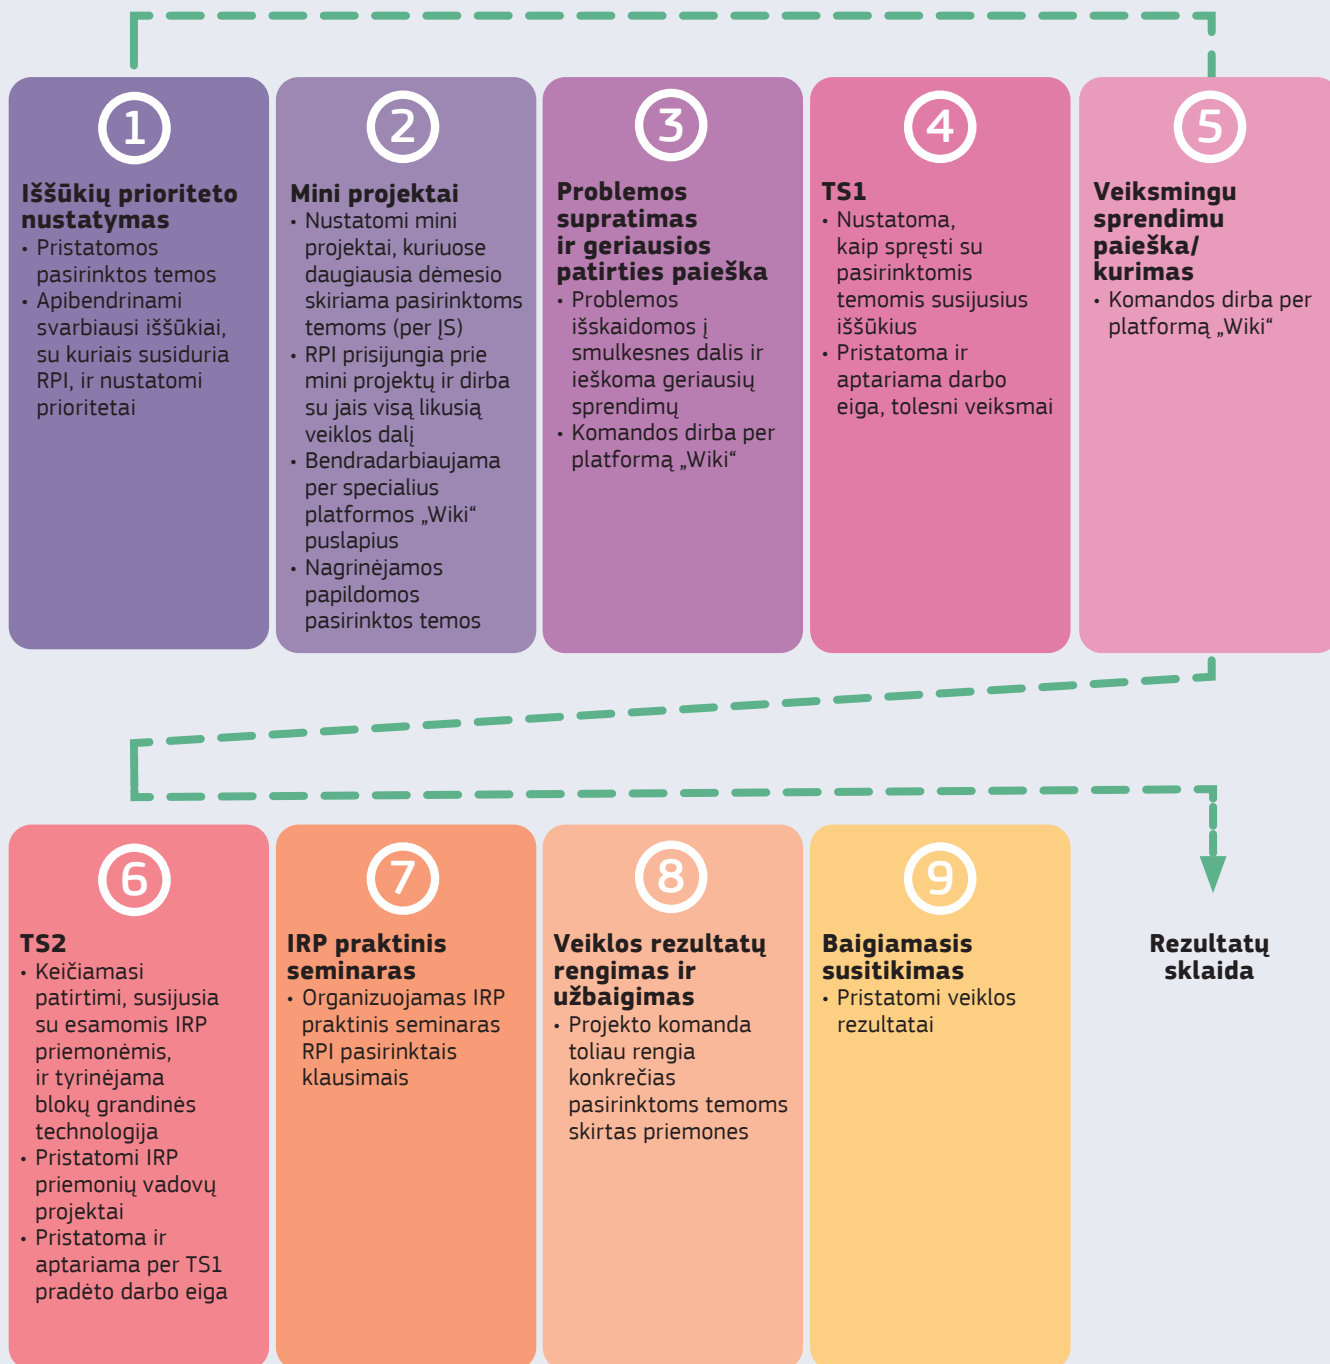 1
Iššūkių prioriteto
nustatymas
• Pristatomos
pasirinktos temos
• Apibendrinami
svarbiausi iššūkiai,
su kuriais susiduria
RPI, ir nustatomi
prioritetai
2
Mini projektai
• Nustatomi mini
projektai, kuriuose
daugiausia dėmesio
skiriama pasirinktoms
temoms (per ĮS)
• RPI prisijungia prie
mini projektų ir dirba
su jais visą likusią
veiklos dalį
• Bendradarbiaujama
per specialius
platformos „Wiki“
puslapius
• Nagrinėjamos
papildomos
pasirinktos temos
3
Problemos
supratimas
ir geriausios
patirties paieška
• Problemos
išskaidomos į
smulkesnes dalis ir
ieškoma geriausių
sprendimų
• Komandos dirba per
platformą „Wiki“
4
TS1
• Nustatoma,
kaip spręsti su
pasirinktomis
temomis susijusius
iššūkius
• Pristatoma ir
aptariama darbo
eiga, tolesni veiksmai
5
Veiksmingu
sprendimu
paieška/
kurimas
• Komandos dirba per
platformą „Wiki“
6
TS2
• Keičiamasi
patirtimi, susijusia
su esamomis IRP
priemonėmis,
ir tyrinėjama
blokų grandinės
technologija
• Pristatomi IRP
priemonių vadovų
projektai
• Pristatoma ir
aptariama per TS1
pradėto darbo eiga
7
IRP praktinis
seminaras
• Organizuojamas IRP
praktinis seminaras
RPI pasirinktais
klausimais
8
Veiklos rezultatų
rengimas ir
užbaigimas
• Projekto komanda
toliau rengia
konkrečias
pasirinktoms temoms
skirtas priemones
9
Baigiamasis
susitikimas
• Pristatomi veiklos
rezultatai
Rezultatų
sklaida